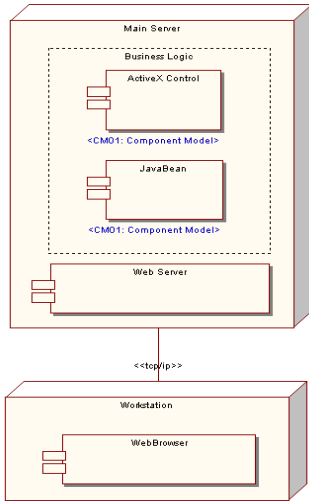 Main Server
Business Logic
ActiveX Control
<CM01: Component Model>
JavaBean
<CM01: Component Model>
Web Server
<<tcp/ip>>
Workstation
WebBrowser